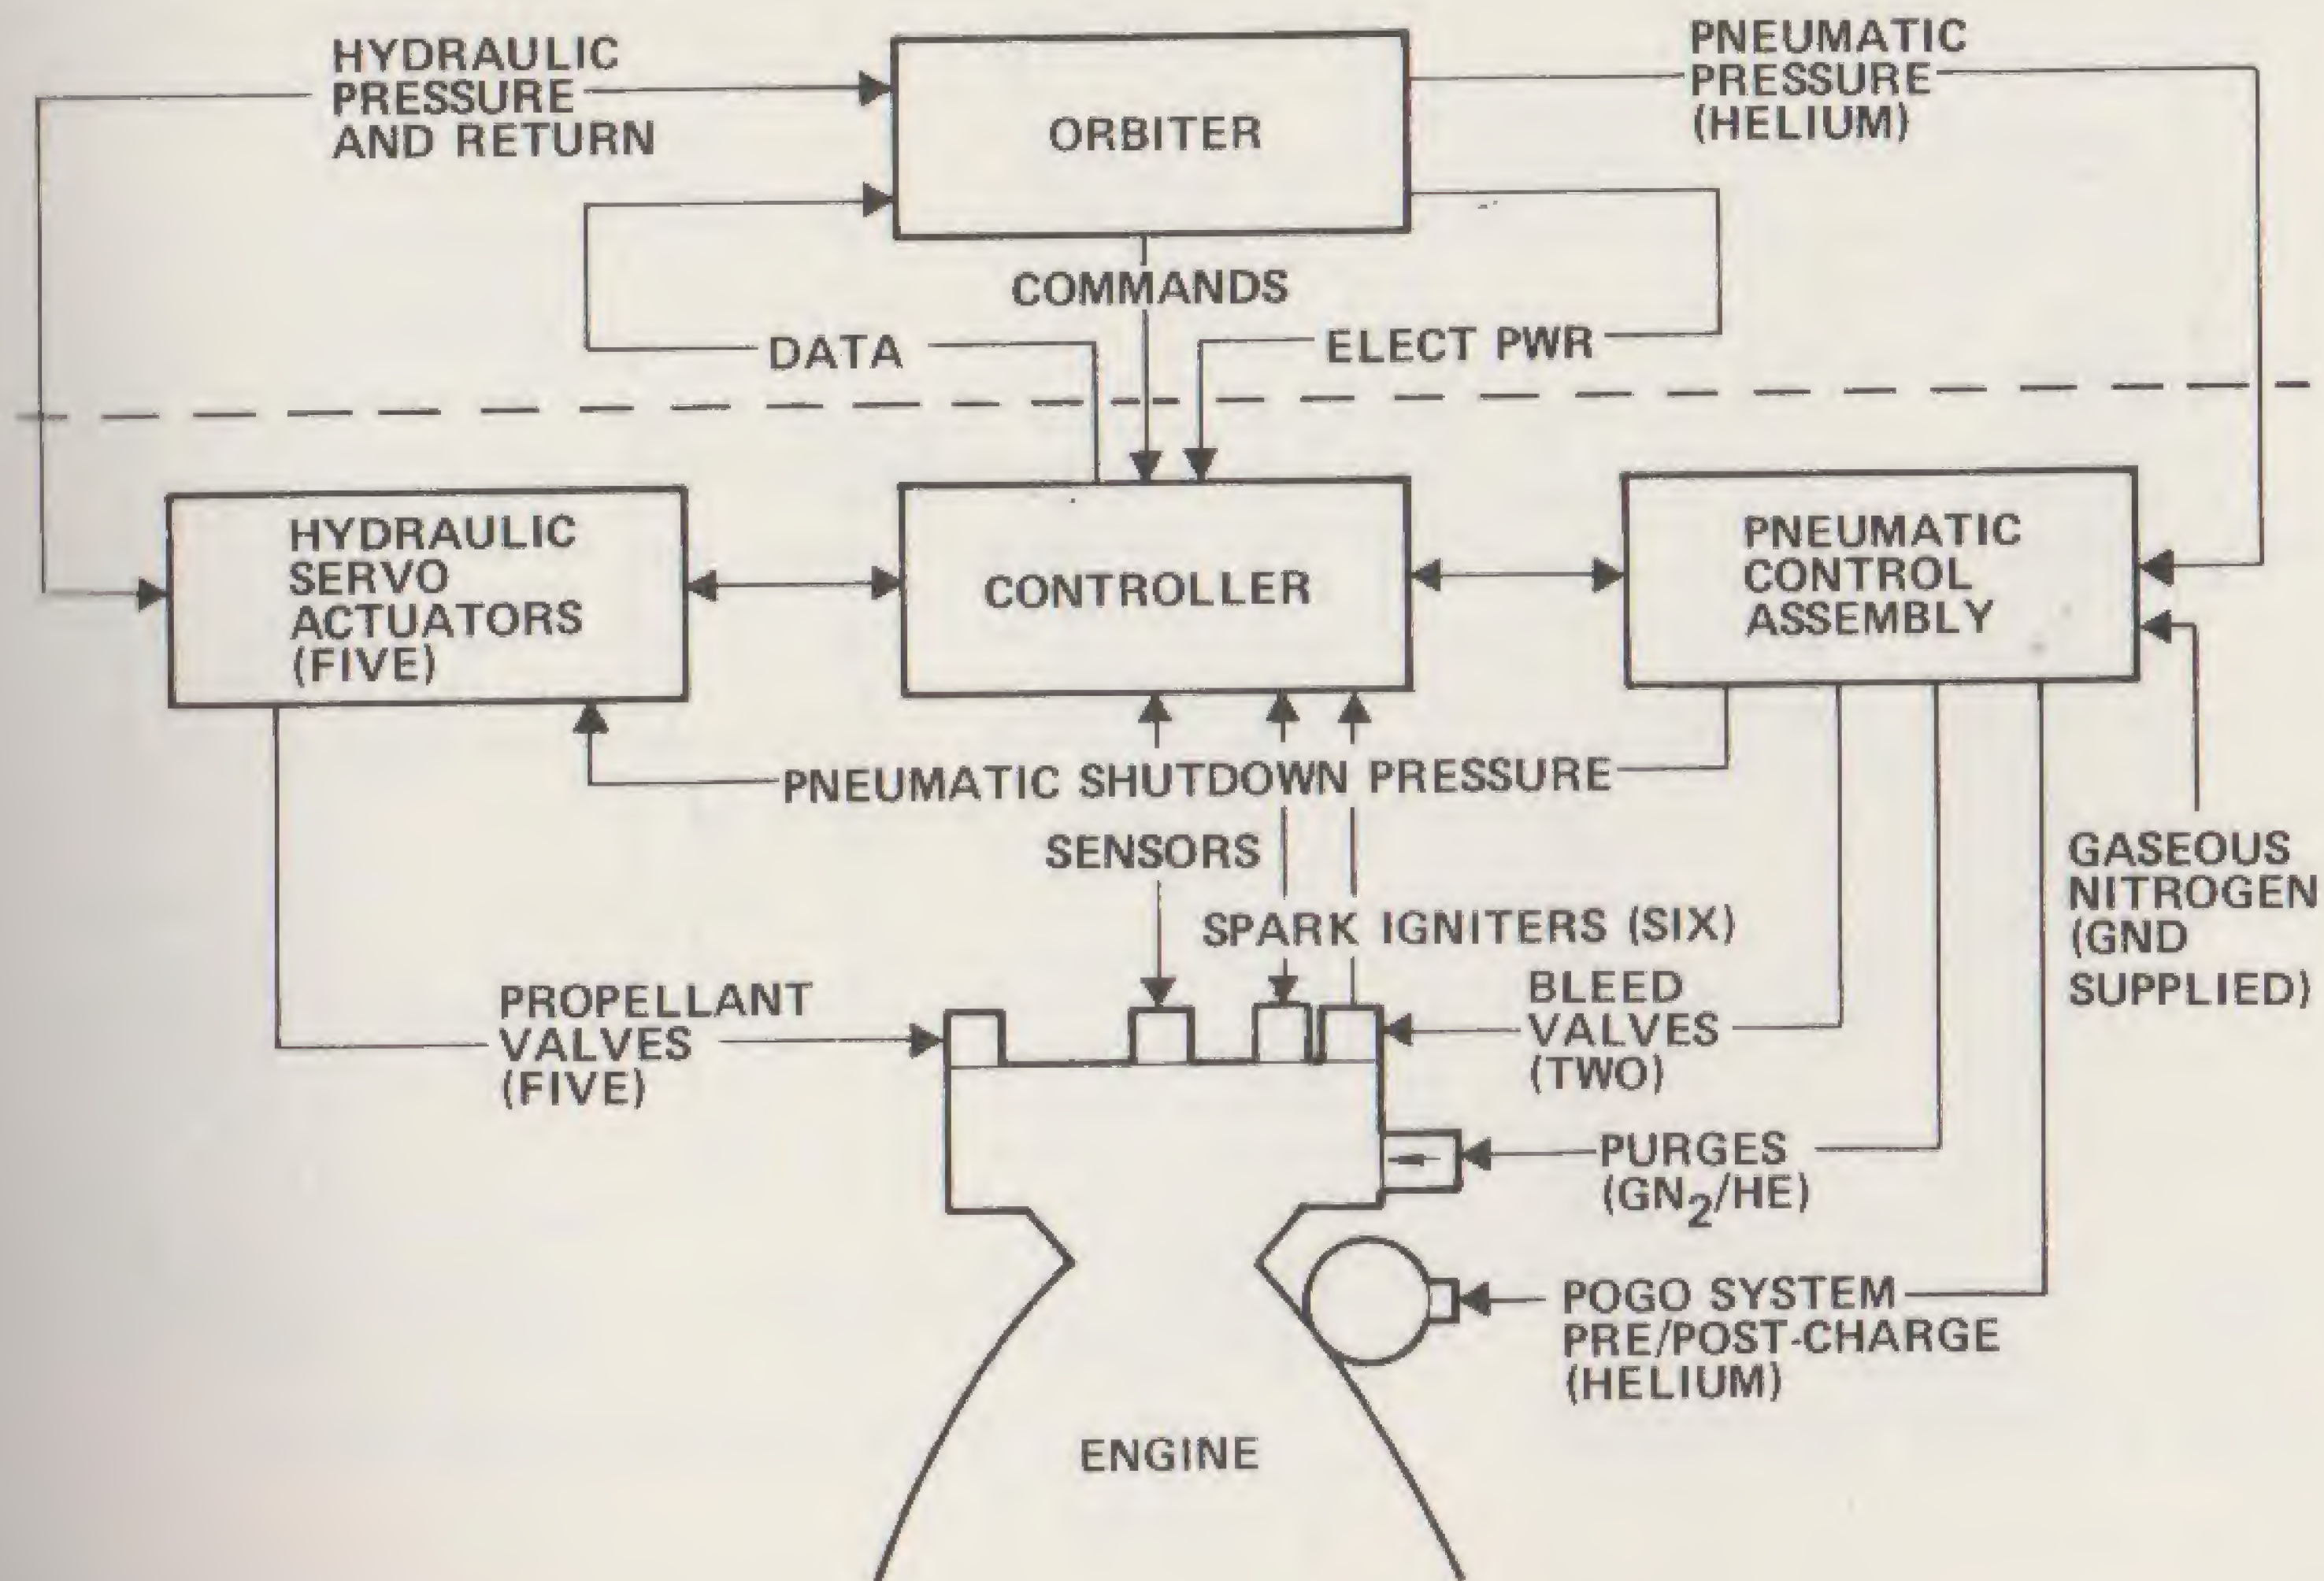 HYDRAULIC
PRESSURE
AND RETURN
ORBITER
PNEUMATIC
PRESSURE
(HELIUM)
COMMANDS
DATA
ELECT PWR
HYDRAULIC
SERVO
ACTUATORS
(FIVE)
CONTROLLER
PNEUMATIC
CONTROL
ASSEMBLY
PNEUMATIC SHUTDOWN PRESSURE
SENSORS
SPARK IGNITERS (SIX)
GASEOUS
NITROGEN
(GND
SUPPLIED)
PROPELLANT
VALVES
(FIVE)
BLEED
VALVES
(TWO)
PURGES
(GN₂/HE)
POGO SYSTEM
PRE/POST-CHARGE
(HELIUM)
ENGINE